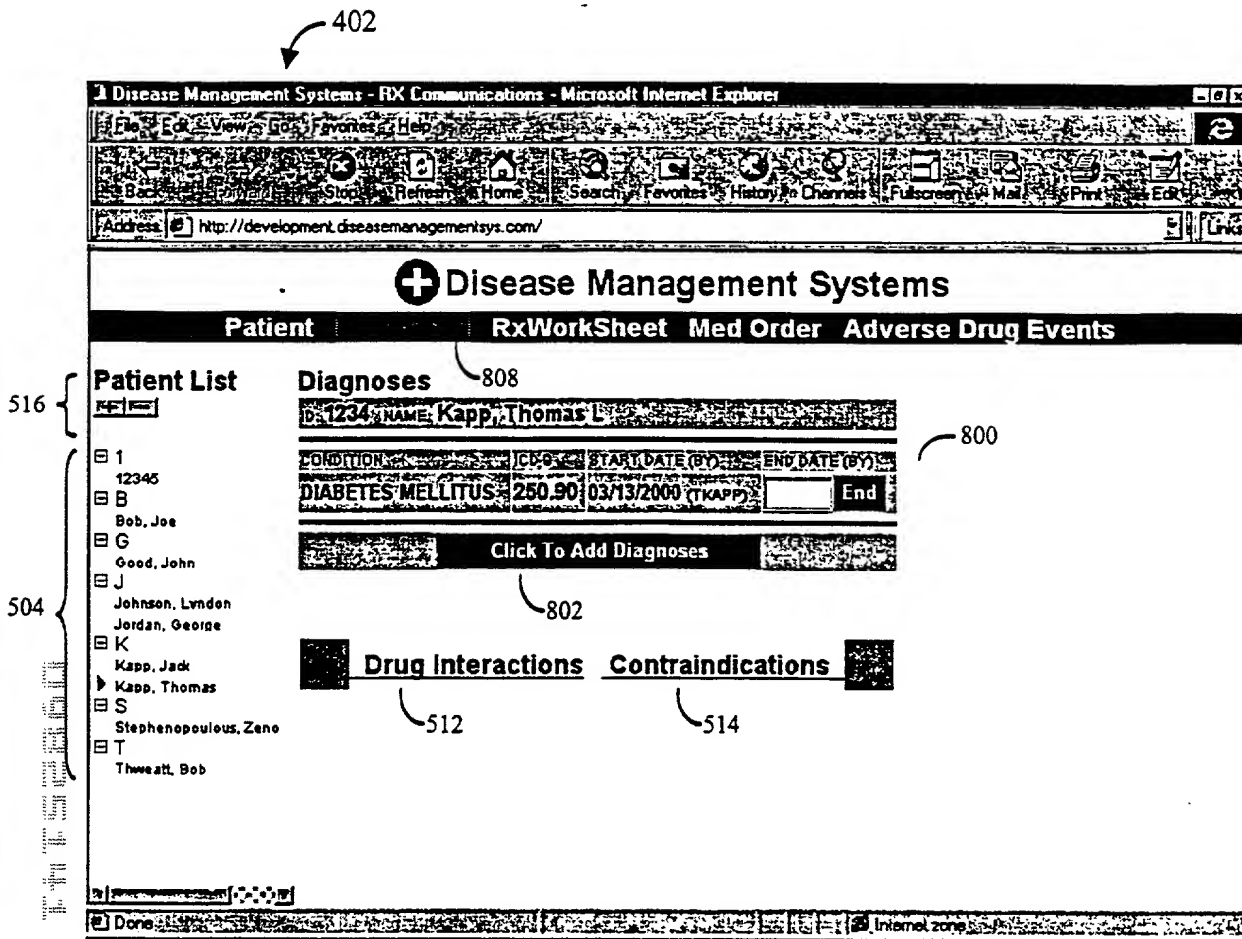 402
Disease Management Systems - RX Communications - Microsoft Internet Explorer
File Edit View Go Favorites Help
Back Stop Refresh Home Search Favorites History Channels Fullscreen Mail Print Edit
Address http://development.diseasemanagementsys.com/ Links
Disease Management Systems
Patient RxWorkSheet Med Order Adverse Drug Events
808
516
Patient List
Diagnoses
ID: 1234 NAME: Kapp, Thomas L
800
CONDITION ICD-9 START DATE (BY) END DATE (BY)
DIABETES MELLITUS 250.90 03/13/2000 (TKAPP) End
Click To Add Diagnoses
802
504
1
12345
B
Bob, Joe
G
Good, John
J
Johnson, Lyndon
Jordan, George
K
Kapp, Jack
Kapp, Thomas
S
Stephenopoulous, Zeno
T
Thweatt, Bob
Drug Interactions Contraindications
512
514
Done Internet zone